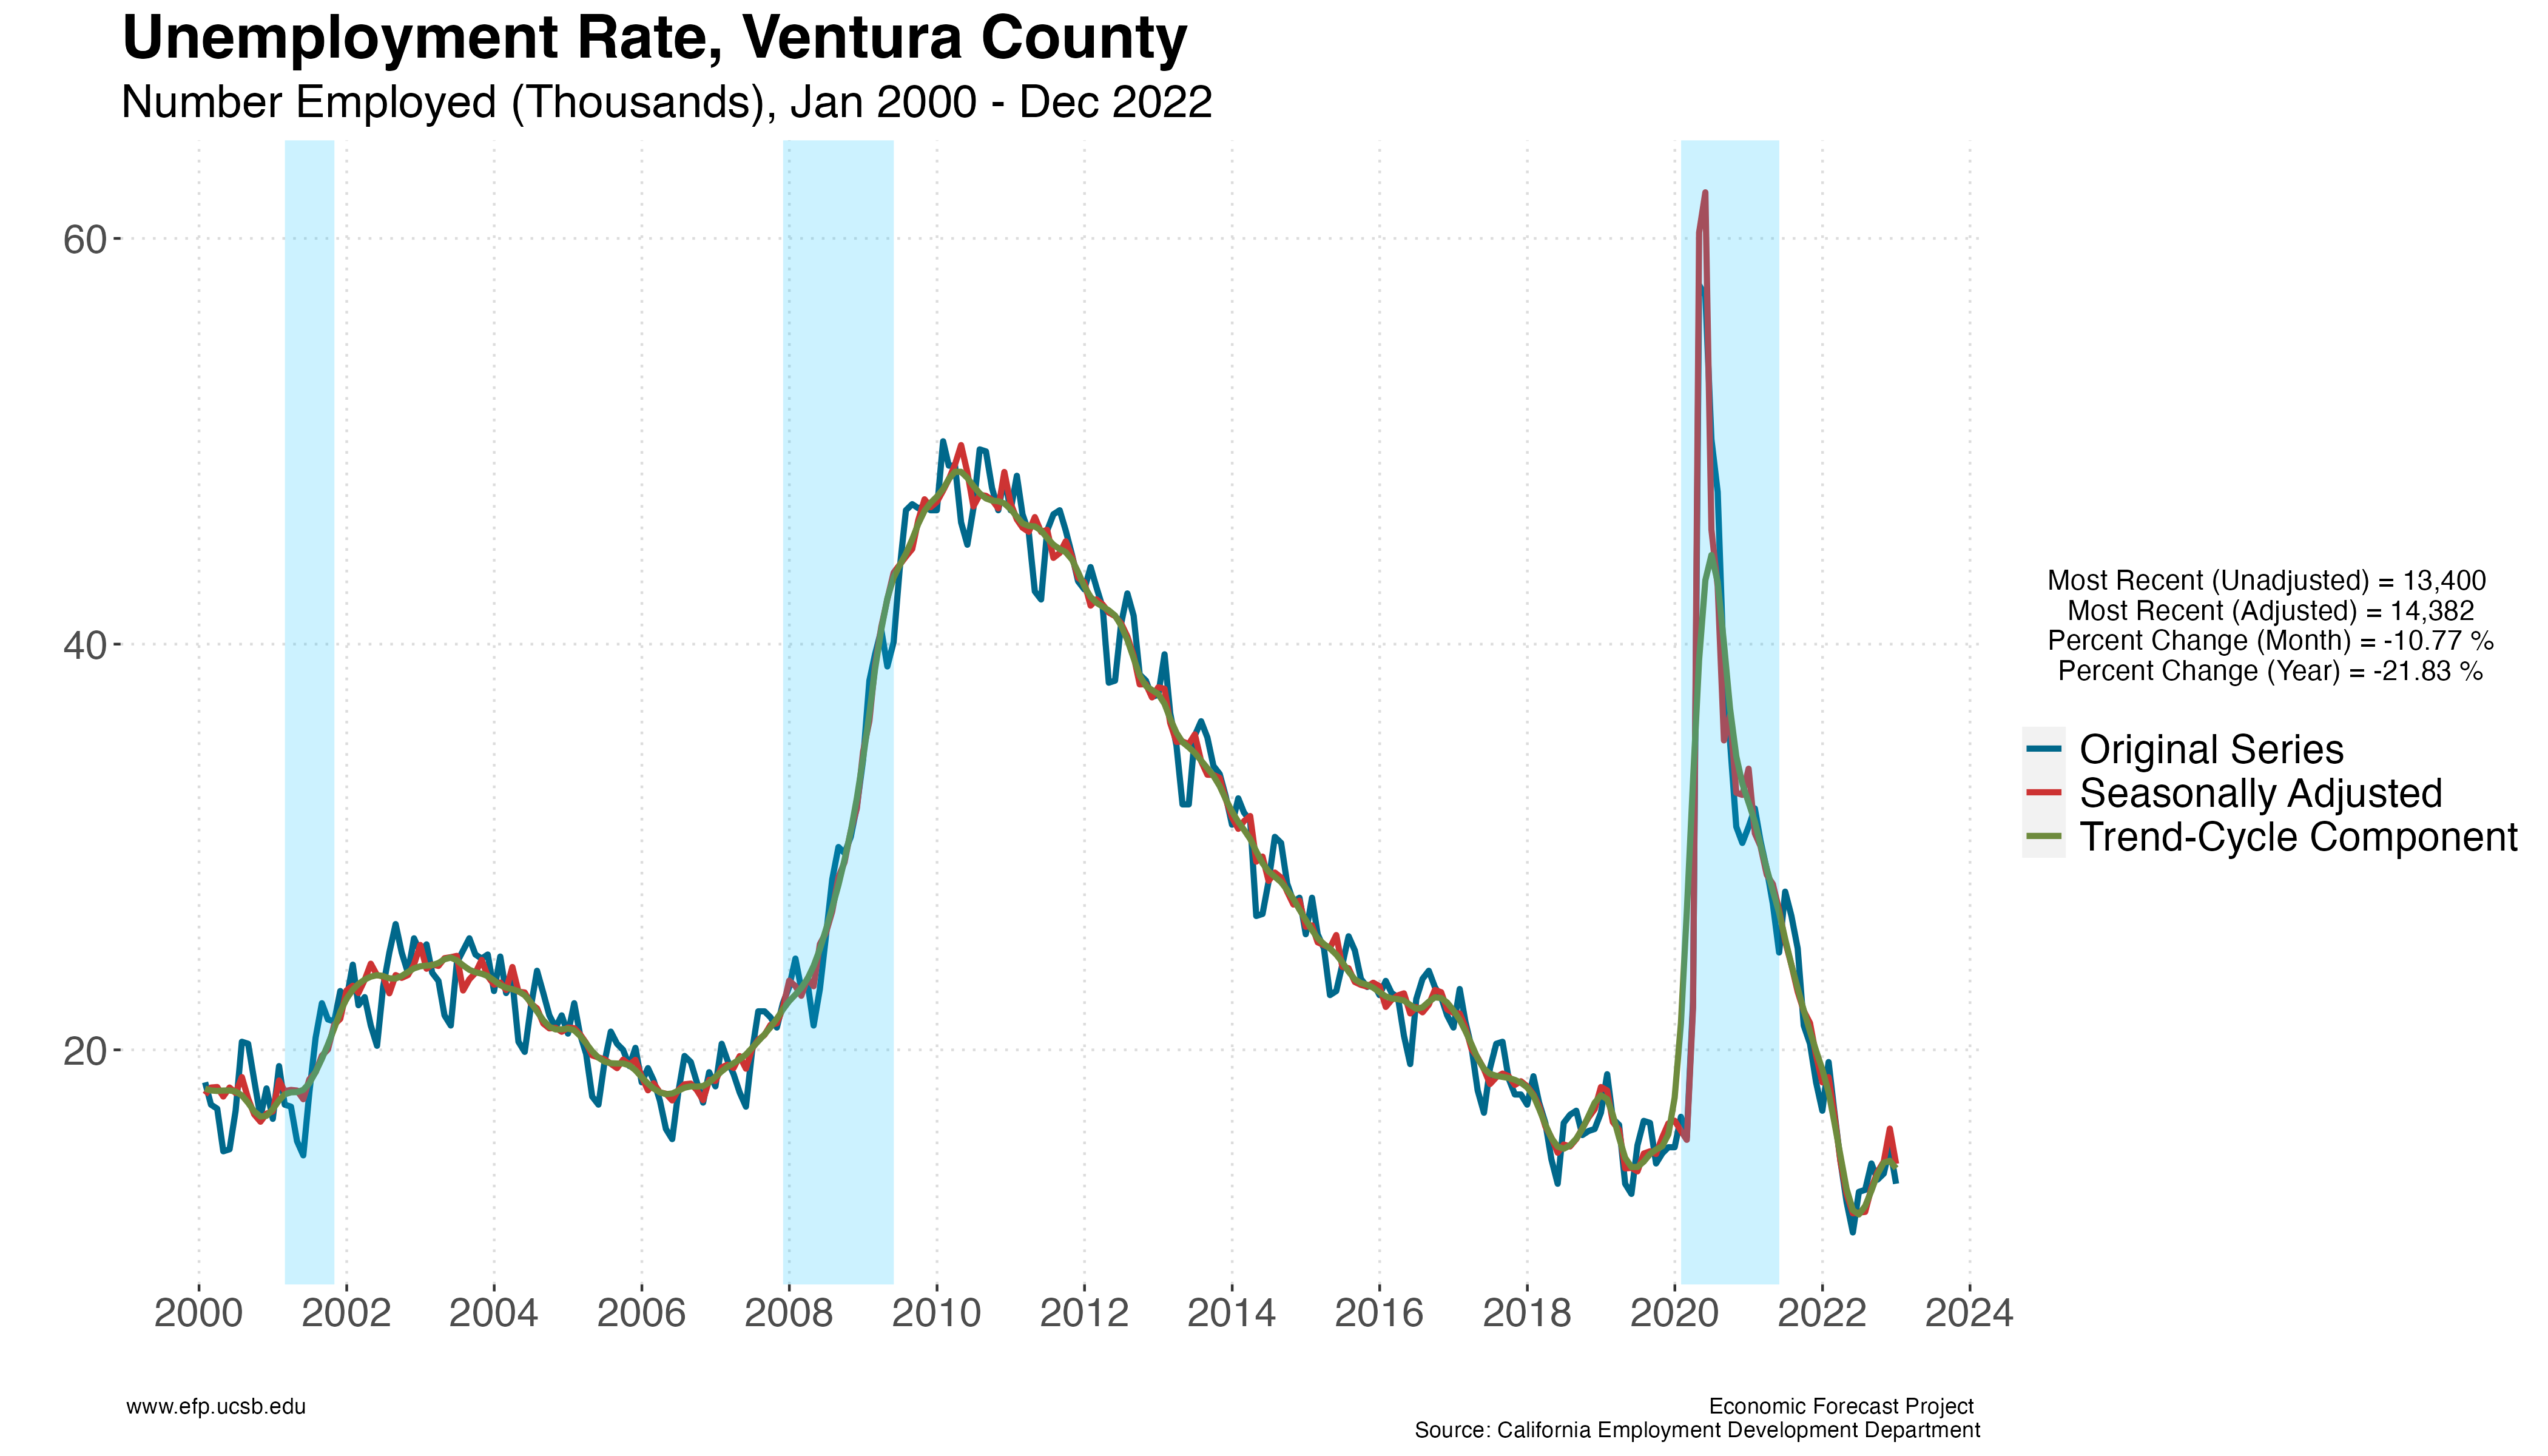 Unemployment Rate, Ventura County
Number Employed (Thousands), Jan 2000 - Dec 2022
60
40
20
2000 2002 2004 2006 2008 2010 2012 2014 2016 2018 2020 2022 2024
Most Recent (Unadjusted) = 13,400
Most Recent (Adjusted) = 14,382
Percent Change (Month) = -10.77 %
Percent Change (Year) = -21.83 %
Original Series
Seasonally Adjusted
Trend-Cycle Component
www.efp.ucsb.edu
Economic Forecast Project
Source: California Employment Development Department